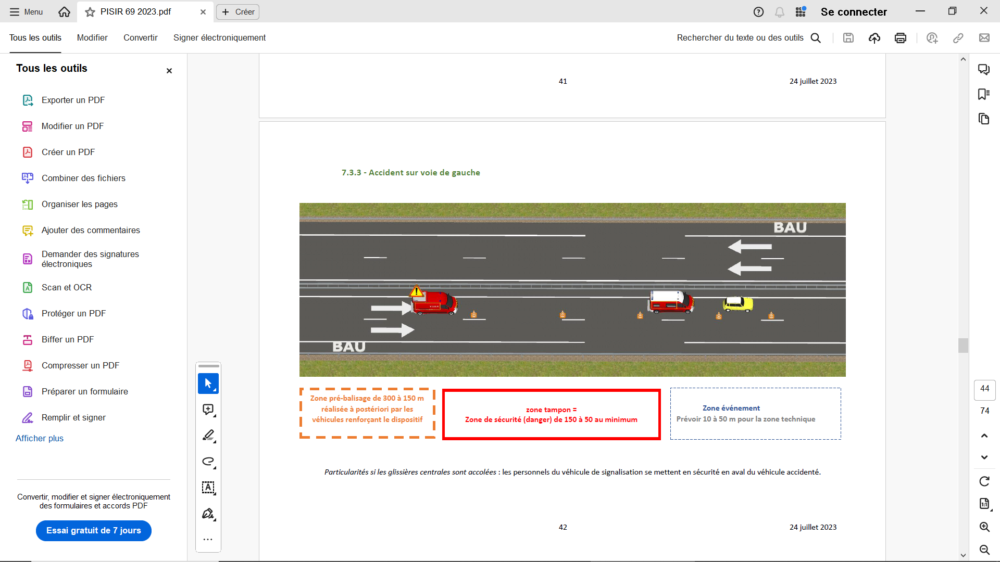 Menu
PISIR 69 2023.pdf
Créer
Se connecter
Tous les outils
Modifier
Convertir
Signer électroniquement
Rechercher du texte ou des outils
Tous les outils
Exporter un PDF
Modifier un PDF
Créer un PDF
Combiner des fichiers
Organiser les pages
Ajouter des commentaires
Demander des signatures
électroniques
Scan et OCR
Protéger un PDF
Biffer un PDF
Compresser un PDF
Préparer un formulaire
Remplir et signer
Afficher plus
Convertir, modifier et signer électroniquement
des formulaires et accords PDF
Essai gratuit de 7 jours
41
24 juillet 2023
7.3.3 - Accident sur voie de gauche
BAU
BAU
Zone pré-balisage de 300 à 150 m
réalisée à postériori par les
véhicules renforçant le dispositif
zone tampon =
Zone de sécurité (danger) de 150 à 50 au minimum
Zone événement
Prévoir 10 à 50 m pour la zone technique
Particularités si les glissières centrales sont accolées : les personnels du véhicule de signalisation se mettent en sécurité en aval du véhicule accidenté.
42
24 juillet 2023
44
74